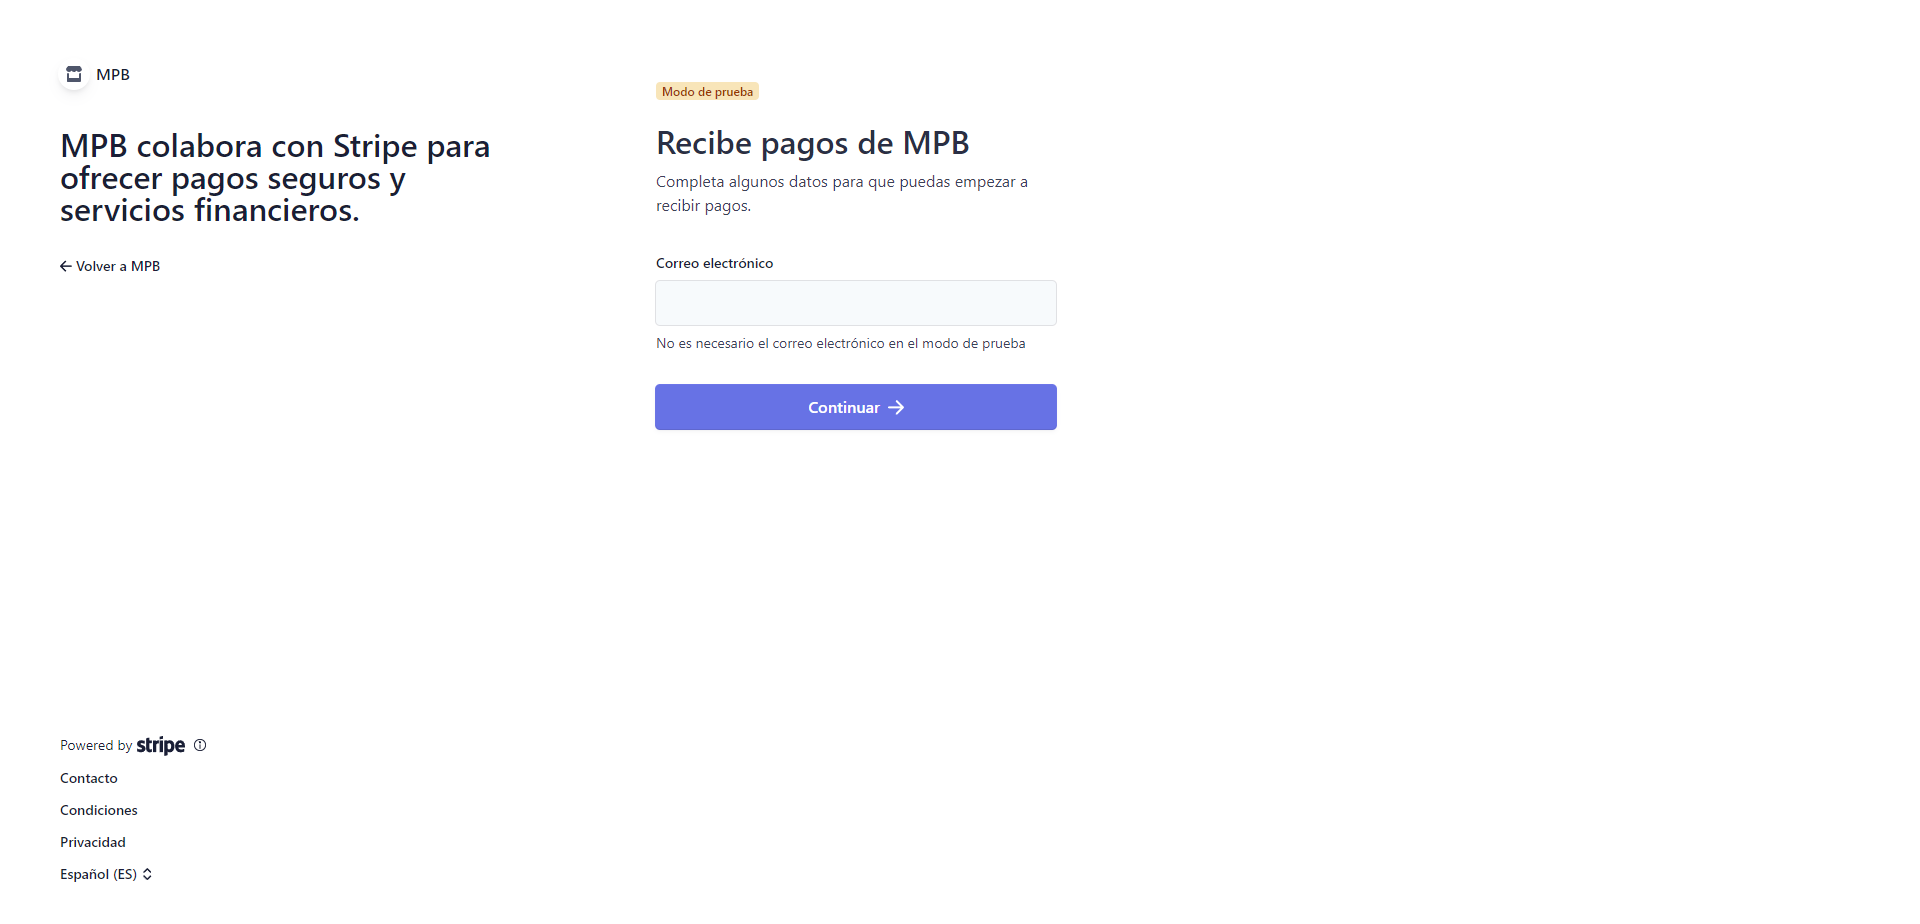 MPB
MPB colabora con Stripe para
ofrecer pagos seguros y
servicios financieros.
Volver a MPB
Modo de prueba
Recibe pagos de MPB
Completa algunos datos para que puedas empezar a
recibir pagos.
Correo electrónico
No es necesario el correo electrónico en el modo de prueba
Continuar
Powered by stripe
Contacto
Condiciones
Privacidad
Español (ES)